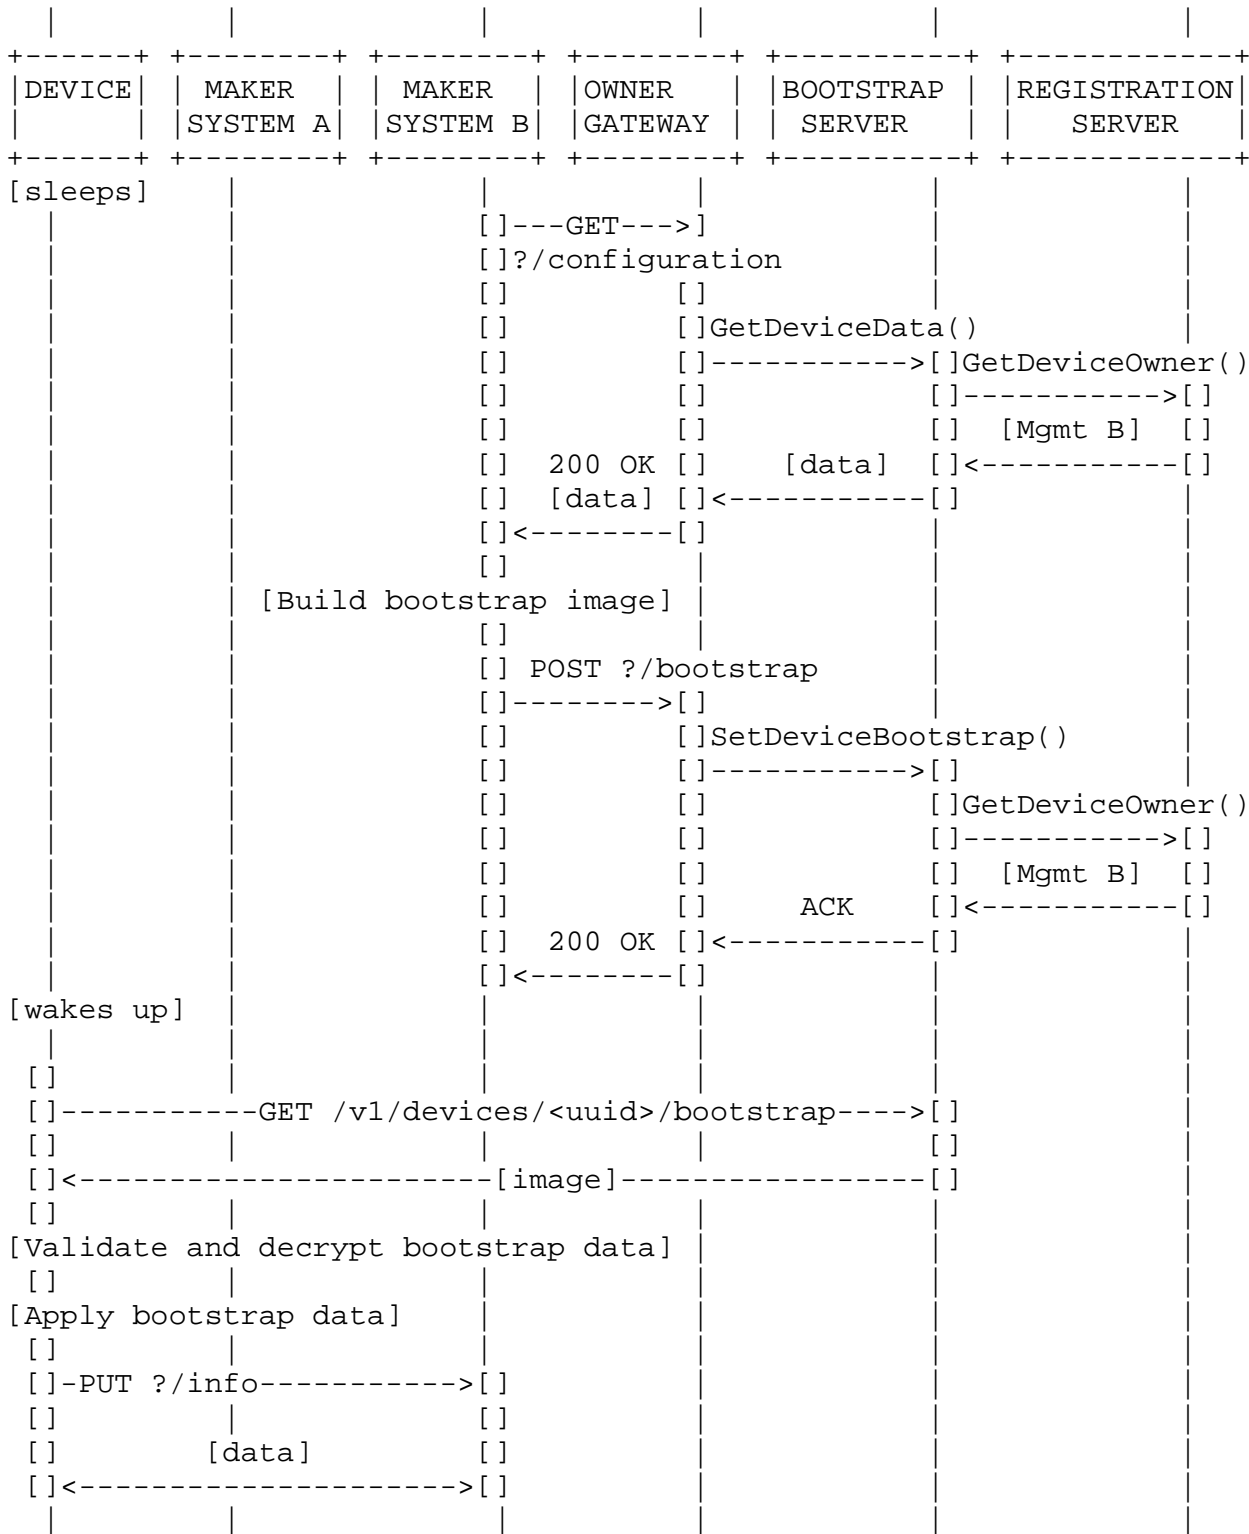 |        |             |           |            |             |
+------+ +--------+ +--------+ +--------+ +----------+ +------------+
|DEVICE| | MAKER  | | MAKER  | |OWNER   | |BOOTSTRAP | |REGISTRATION|
|      | |SYSTEM A| |SYSTEM B| |GATEWAY | | SERVER   | |   SERVER   |
+------+ +--------+ +--------+ +--------+ +----------+ +------------+
[sleeps]
[]---GET--->]
[]?/configuration
[] []
[] []GetDeviceData()
[] []----------->[]GetDeviceOwner()
[] [] []----------->[]
[] [] [] [Mgmt B] []
[] 200 OK [] [data] []<-----------[]
[] [data] []<-----------[]
[]<--------[]
[]
[Build bootstrap image]
[]
[] POST ?/bootstrap
[]-------->[]
[] []SetDeviceBootstrap()
[] []----------->[]
[] [] []GetDeviceOwner()
[] [] []----------->[]
[] [] [] [Mgmt B] []
[] [] ACK []<-----------[]
[] 200 OK []<-----------[]
[]<--------[]
[wakes up]
[]
[]-----------GET /v1/devices/<uuid>/bootstrap---->[]
[] []
[]<-----------------------[image]-----------------[]
[]
[Validate and decrypt bootstrap data]
[]
[Apply bootstrap data]
[]
[]-PUT ?/info----------->[]
[] []
[] [data] []
[]<--------------------->[]